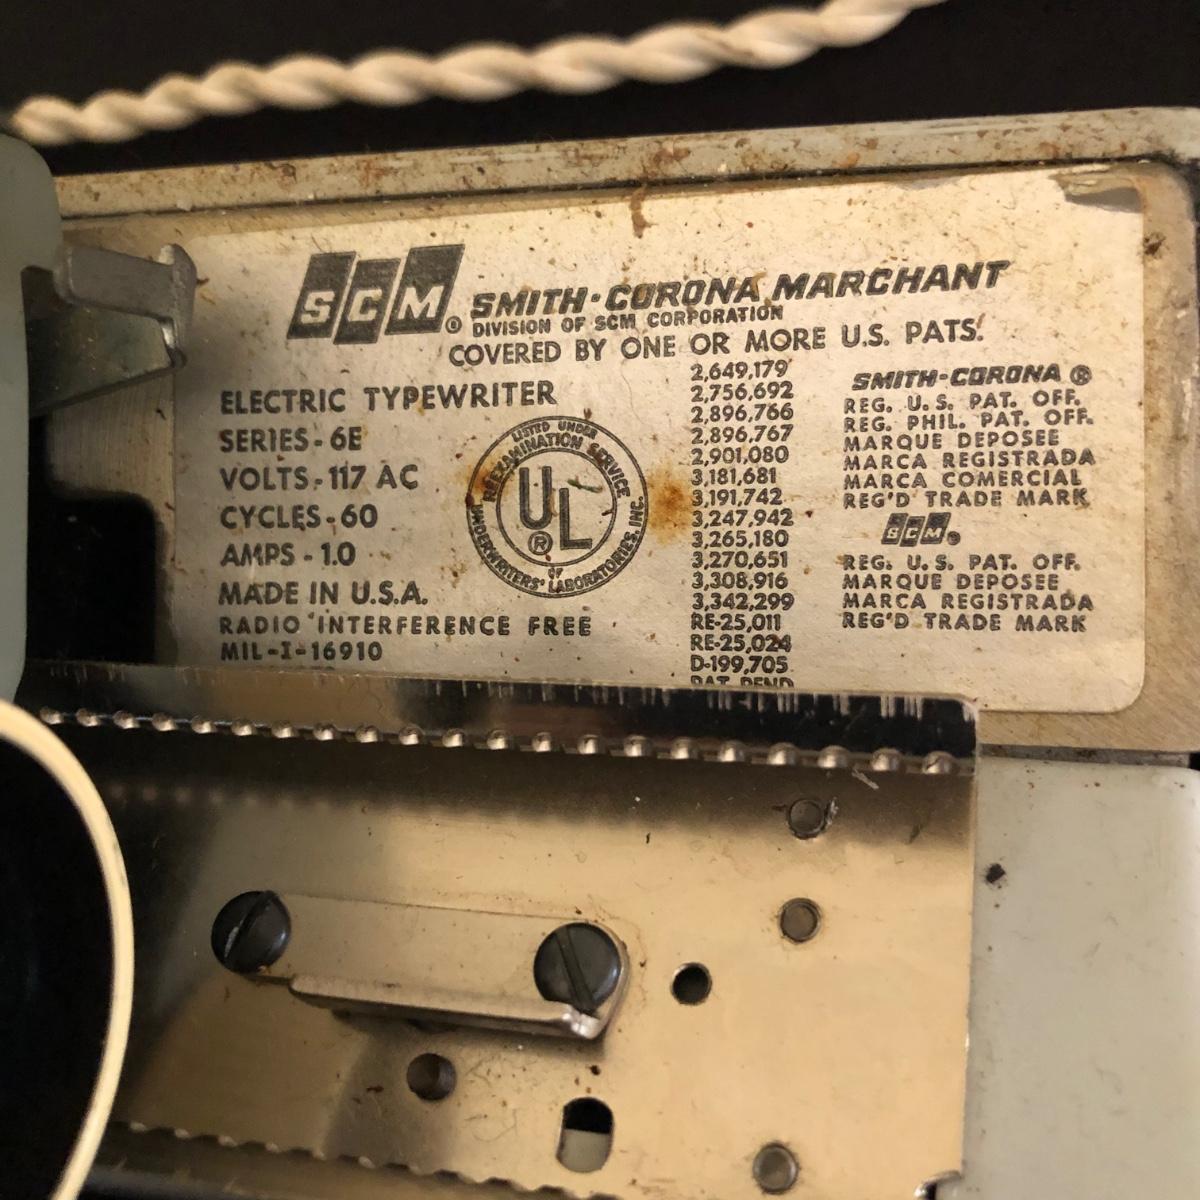 SCM® SMITH-CORONA MARCHANT
DIVISION OF SCM CORPORATION
COVERED BY ONE OR MORE U.S. PATS.
ELECTRIC TYPEWRITER
SERIES - 6E
VOLTS - 117 AC
CYCLES - 60
AMPS - 1.0
MADE IN U.S.A.
RADIO INTERFERENCE FREE
MIL-I-16910
LISTED UNDER
REEXAMINATION SERVICE
UL®
OF
UNDERWRITERS' LABORATORIES, INC.
2,649,179
2,756,692
2,896,766
2,896,767
2,901,080
3,181,681
3,191,742
3,247,942
3,265,180
3,270,651
3,308,916
3,342,299
RE-25,011
RE-25,024
D-199,705
PAT. PEND.
SMITH-CORONA ®
REG. U.S. PAT. OFF.
REG. PHIL. PAT. OFF.
MARQUE DEPOSEE
MARCA REGISTRADA
MARCA COMERCIAL
REG'D TRADE MARK
SCM®
REG. U.S. PAT. OFF.
MARQUE DEPOSEE
MARCA REGISTRADA
REG'D TRADE MARK